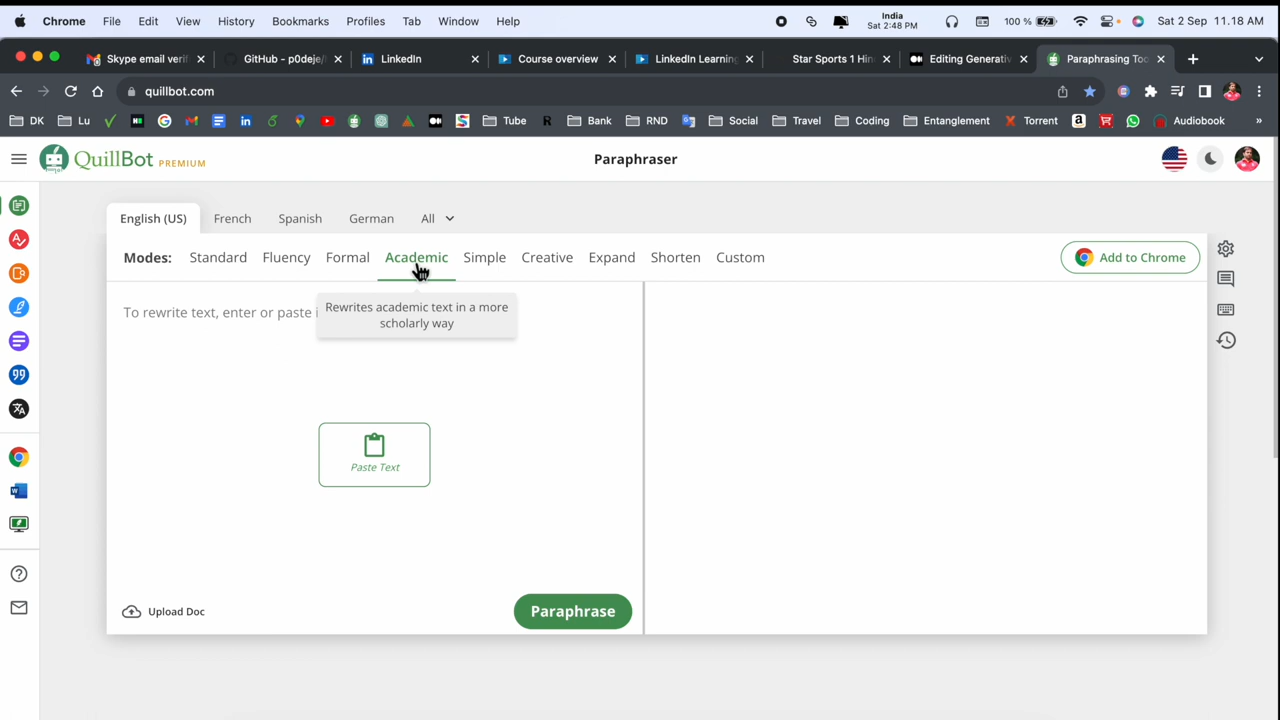 Chrome File Edit View History Bookmarks Profiles Tab Window Help India Sat 2:48 PM 100 % Sat 2 Sep 11.18 AM
Skype email verif GitHub - p0deje/ LinkedIn Course overview LinkedIn Learning Star Sports 1 Hin Editing Generativ Paraphrasing Too
quillbot.com
DK Lu Tube R Bank RND Social Travel Coding Entanglement Torrent Audiobook »
QuillBot PREMIUM Paraphraser
English (US) French Spanish German All
Modes: Standard Fluency Formal Academic Simple Creative Expand Shorten Custom Add to Chrome
To rewrite text, enter or paste i
Rewrites academic text in a more
scholarly way
Paste Text
Upload Doc Paraphrase